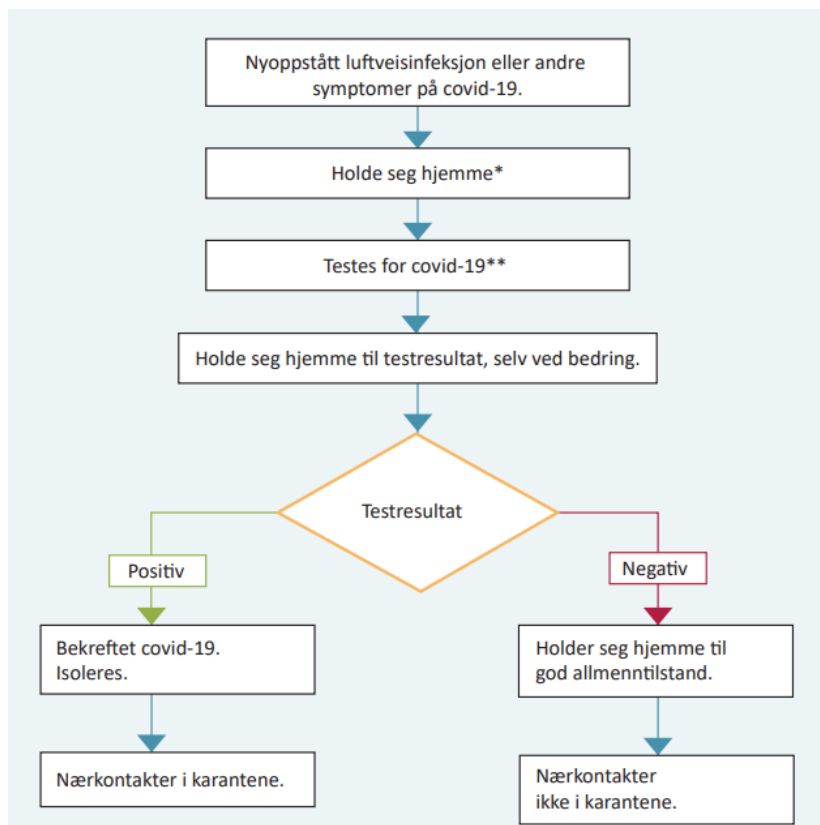 Nyoppstått luftveisinfeksjon eller andre
symptomer på covid-19.
Holde seg hjemme*
Testes for covid-19**
Holde seg hjemme til testresultat, selv ved bedring.
Testresultat
Positiv
Negativ
Bekreftet covid-19.
Isoleres.
Holder seg hjemme til
god allmenntilstand.
Nærkontakter i karantene.
Nærkontakter
ikke i karantene.